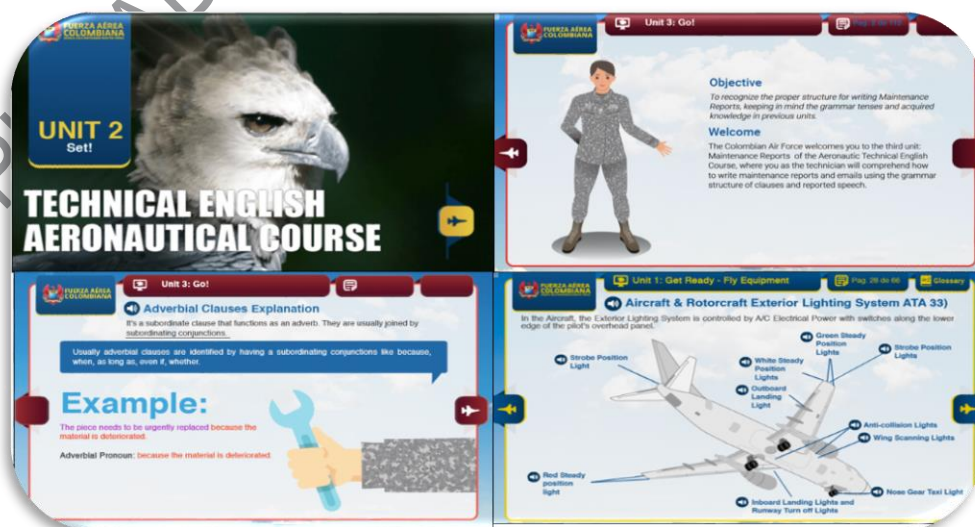 FUERZA AÉREA
COLOMBIANA
UNIT 2
Set!
TECHNICAL ENGLISH
AERONAUTICAL COURSE
FUERZA AÉREA
COLOMBIANA
Unit 3: Go!
Objective
To recognize the proper structure for writing Maintenance
Reports, keeping in mind the grammar tenses and acquired
knowledge in previous units.
Welcome
The Colombian Air Force welcomes you to the third unit:
Maintenance Reports of the Aeronautic Technical English
Course, where you as the technician will comprehend how
to write maintenance reports and emails using the grammar
structure of clauses and reported speech.
FUERZA AÉREA
COLOMBIANA
Unit 3: Go!
Adverbial Clauses Explanation
It's a subordinate clause that functions as an adverb. They are usually joined by
subordinating conjunctions.
Usually adverbial clauses are identified by having a subordinating conjunctions like because,
when, as long as, even if, whether.
Example:
The piece needs to be urgently replaced because the
material is deteriorated.
Adverbial Pronoun: because the material is deteriorated.
FUERZA AÉREA
COLOMBIANA
Unit 1: Get Ready - Fly Equipment
Pag. 28 de 66
Glossary
Aircraft & Rotorcraft Exterior Lighting System ATA 33)
In the Aircraft, the Exterior Lighting System is controlled by A/C Electrical Power with switches along the lower
edge of the pilot's overhead panel.
Strobe Position
Light
Green Steady
Position
Lights
Strobe Position
Lights
White Steady
Position
Lights
Outboard
Landing
Light
Anti-collision Lights
Wing Scanning Lights
Red Steady
position
light
Nose Gear Taxi Light
Inboard Landing Lights and
Runway Turn off Lights